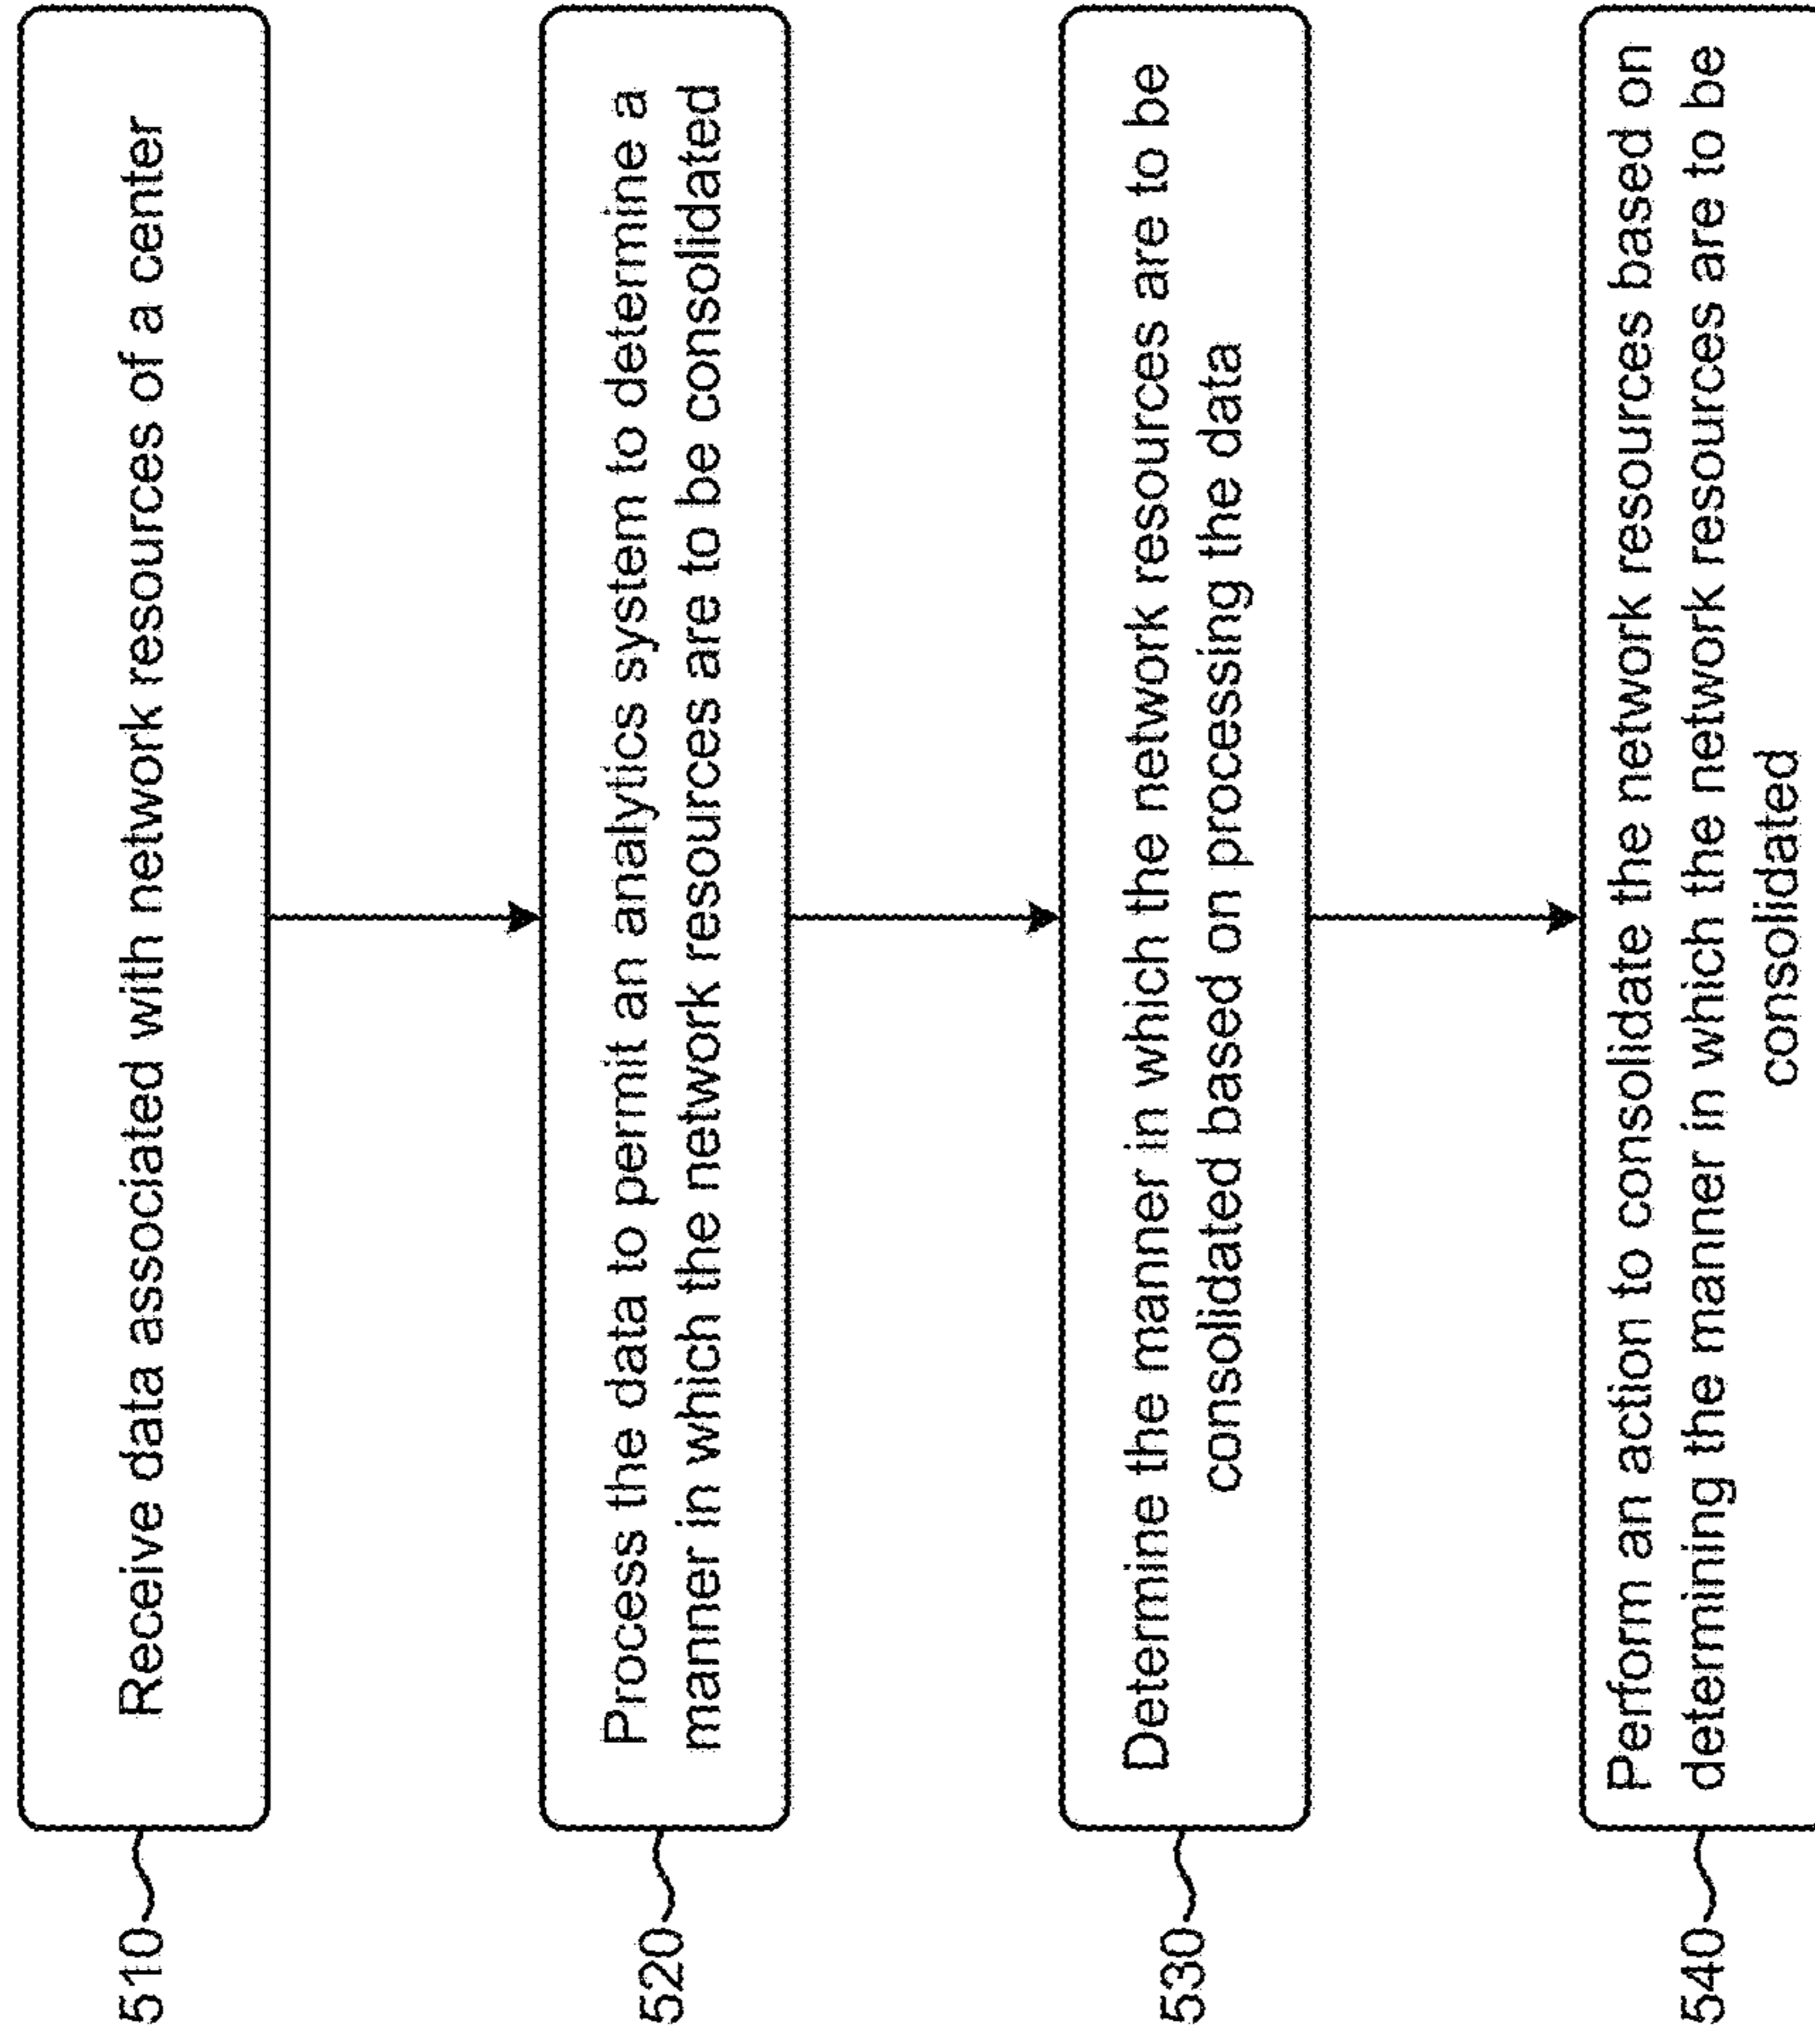 510
Receive data associated with network resources of a center
520
Process the data to permit an analytics system to determine a
manner in which the network resources are to be consolidated
530
Determine the manner in which the network resources are to be
consolidated based on processing the data
540
Perform an action to consolidate the network resources based on
determining the manner in which the network resources are to be
consolidated